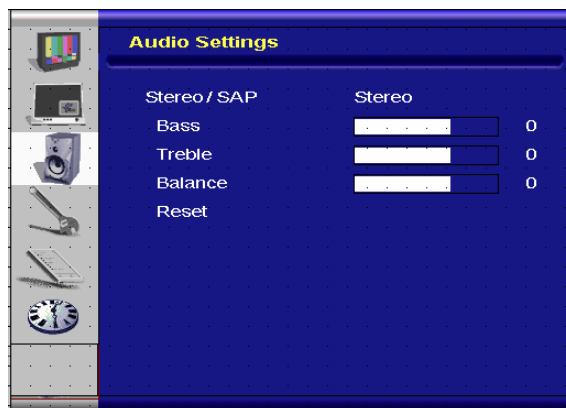 Audio Settings
Stereo / SAP Stereo
Bass 0
Treble 0
Balance 0
Reset